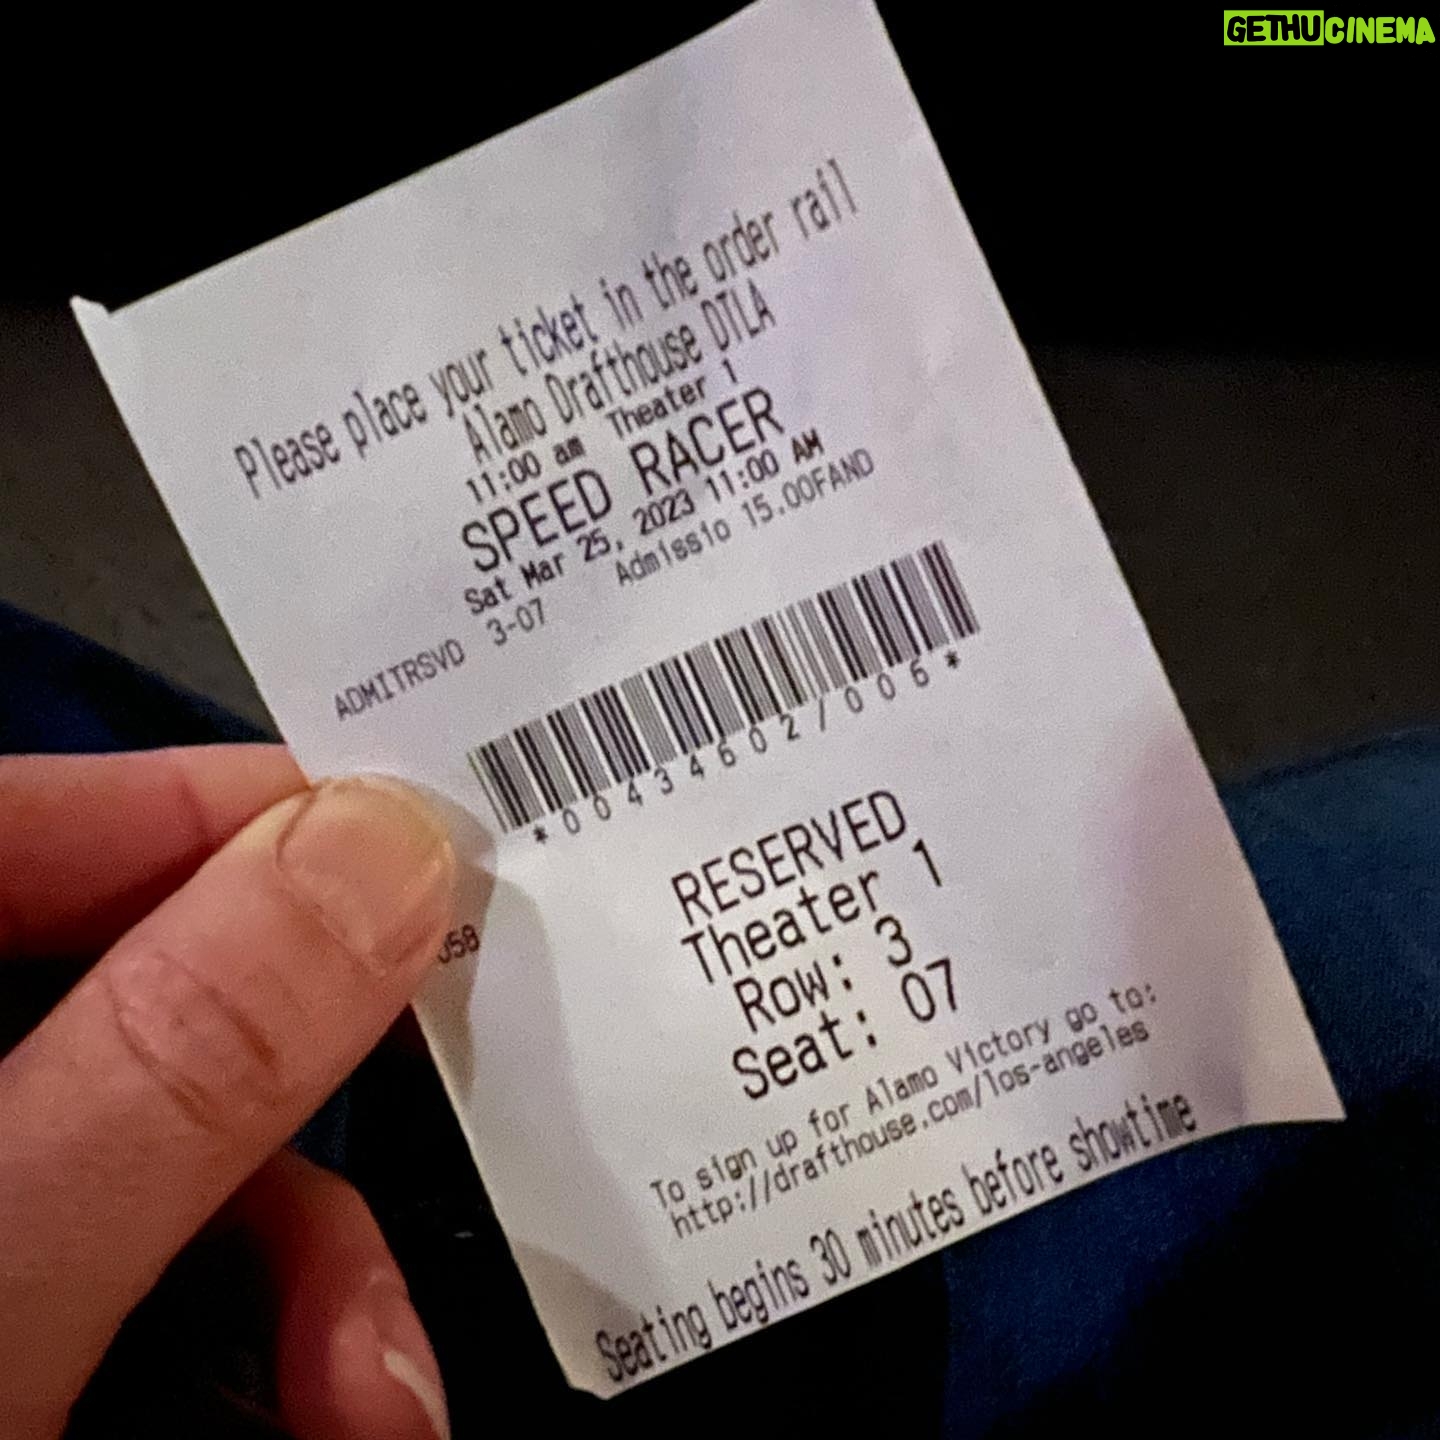 GETHUCINEMA
Please place your ticket in the order rail
Alamo Drafthouse DTLA
11:00 am Theater 1
SPEED RACER
Sat Mar 25, 2023 11:00 AM
ADMITRSVD 3-07 Admissio 15.00FAND
*00434602/006*
058
RESERVED
Theater 1
Row: 3
Seat: 07
To sign up for Alamo Victory go to:
http://drafthouse.com/los-angeles
Seating begins 30 minutes before showtime